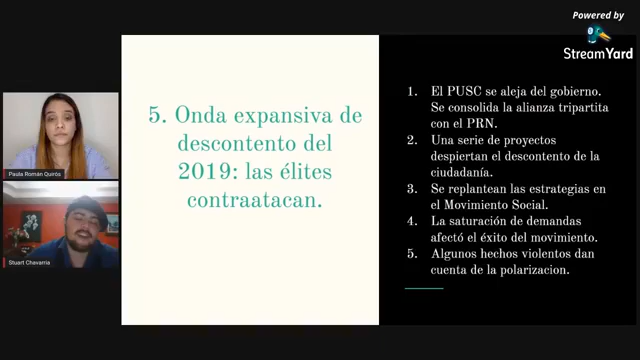 Powered by
StreamYard
Paula Román Quirós
Stuart Chavarria
5. Onda expansiva de
descontento del
2019: las élites
contraatacan.
1. El PUSC se aleja del gobierno.
Se consolida la alianza tripartita
con el PRN.
2. Una serie de proyectos
despiertan el descontento de la
ciudadanía.
3. Se replantean las estrategias en
el Movimiento Social.
4. La saturación de demandas
afectó el éxito del movimiento.
5. Algunos hechos violentos dan
cuenta de la polarizacion.